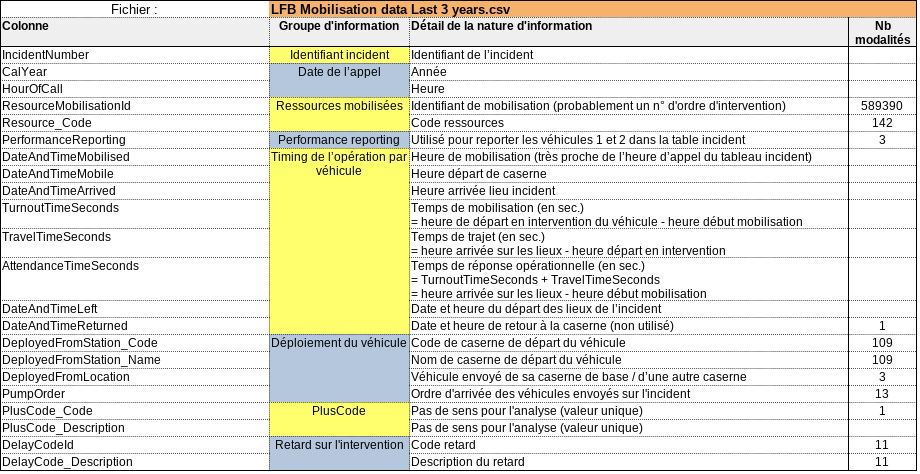 Fichier : LFB Mobilisation data Last 3 years.csv
Colonne Groupe d'information Détail de la nature d'information Nb modalités
IncidentNumber Identifiant incident Identifiant de l’incident
CalYear Date de l’appel Année
HourOfCall Heure
ResourceMobilisationId Ressources mobilisées Identifiant de mobilisation (probablement un n° d'ordre d'intervention) 589390
Resource_Code Code ressources 142
PerformanceReporting Performance reporting Utilisé pour reporter les véhicules 1 et 2 dans la table incident 3
DateAndTimeMobilised Timing de l’opération par véhicule Heure de mobilisation (très proche de l’heure d’appel du tableau incident)
DateAndTimeMobile Heure départ de caserne
DateAndTimeArrived Heure arrivée lieu incident
TurnoutTimeSeconds Temps de mobilisation (en sec.)
= heure de départ en intervention du véhicule - heure début mobilisation
TravelTimeSeconds Temps de trajet (en sec.)
= heure arrivée sur les lieux - heure départ en intervention
AttendanceTimeSeconds Temps de réponse opérationnelle (en sec.)
= TurnoutTimeSeconds + TravelTimeSeconds
= heure arrivée sur les lieux - heure début mobilisation
DateAndTimeLeft Date et heure du départ des lieux de l’incident
DateAndTimeReturned Date et heure de retour à la caserne (non utilisé) 1
DeployedFromStation_Code Déploiement du véhicule Code de caserne de départ du véhicule 109
DeployedFromStation_Name Nom de caserne de départ du véhicule 109
DeployedFromLocation Véhicule envoyé de sa caserne de base / d’une autre caserne 3
PumpOrder Ordre d'arrivée des véhicules envoyés sur l'incident 13
PlusCode_Code PlusCode Pas de sens pour l'analyse (valeur unique) 1
PlusCode_Description Pas de sens pour l'analyse (valeur unique)
DelayCodeId Retard sur l'intervention Code retard 11
DelayCode_Description Description du retard 11